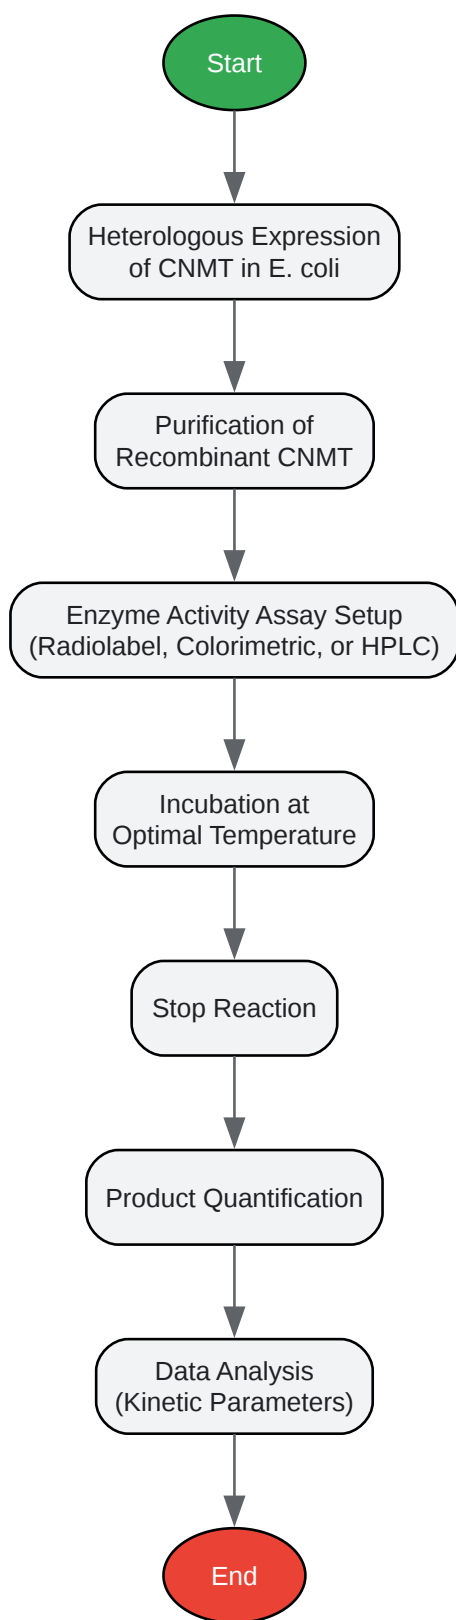 Start
Heterologous Expression
of CNMT in E. coli
Purification of
Recombinant CNMT
Enzyme Activity Assay Setup
(Radiolabel, Colorimetric, or HPLC)
Incubation at
Optimal Temperature
Stop Reaction
Product Quantification
Data Analysis
(Kinetic Parameters)
End